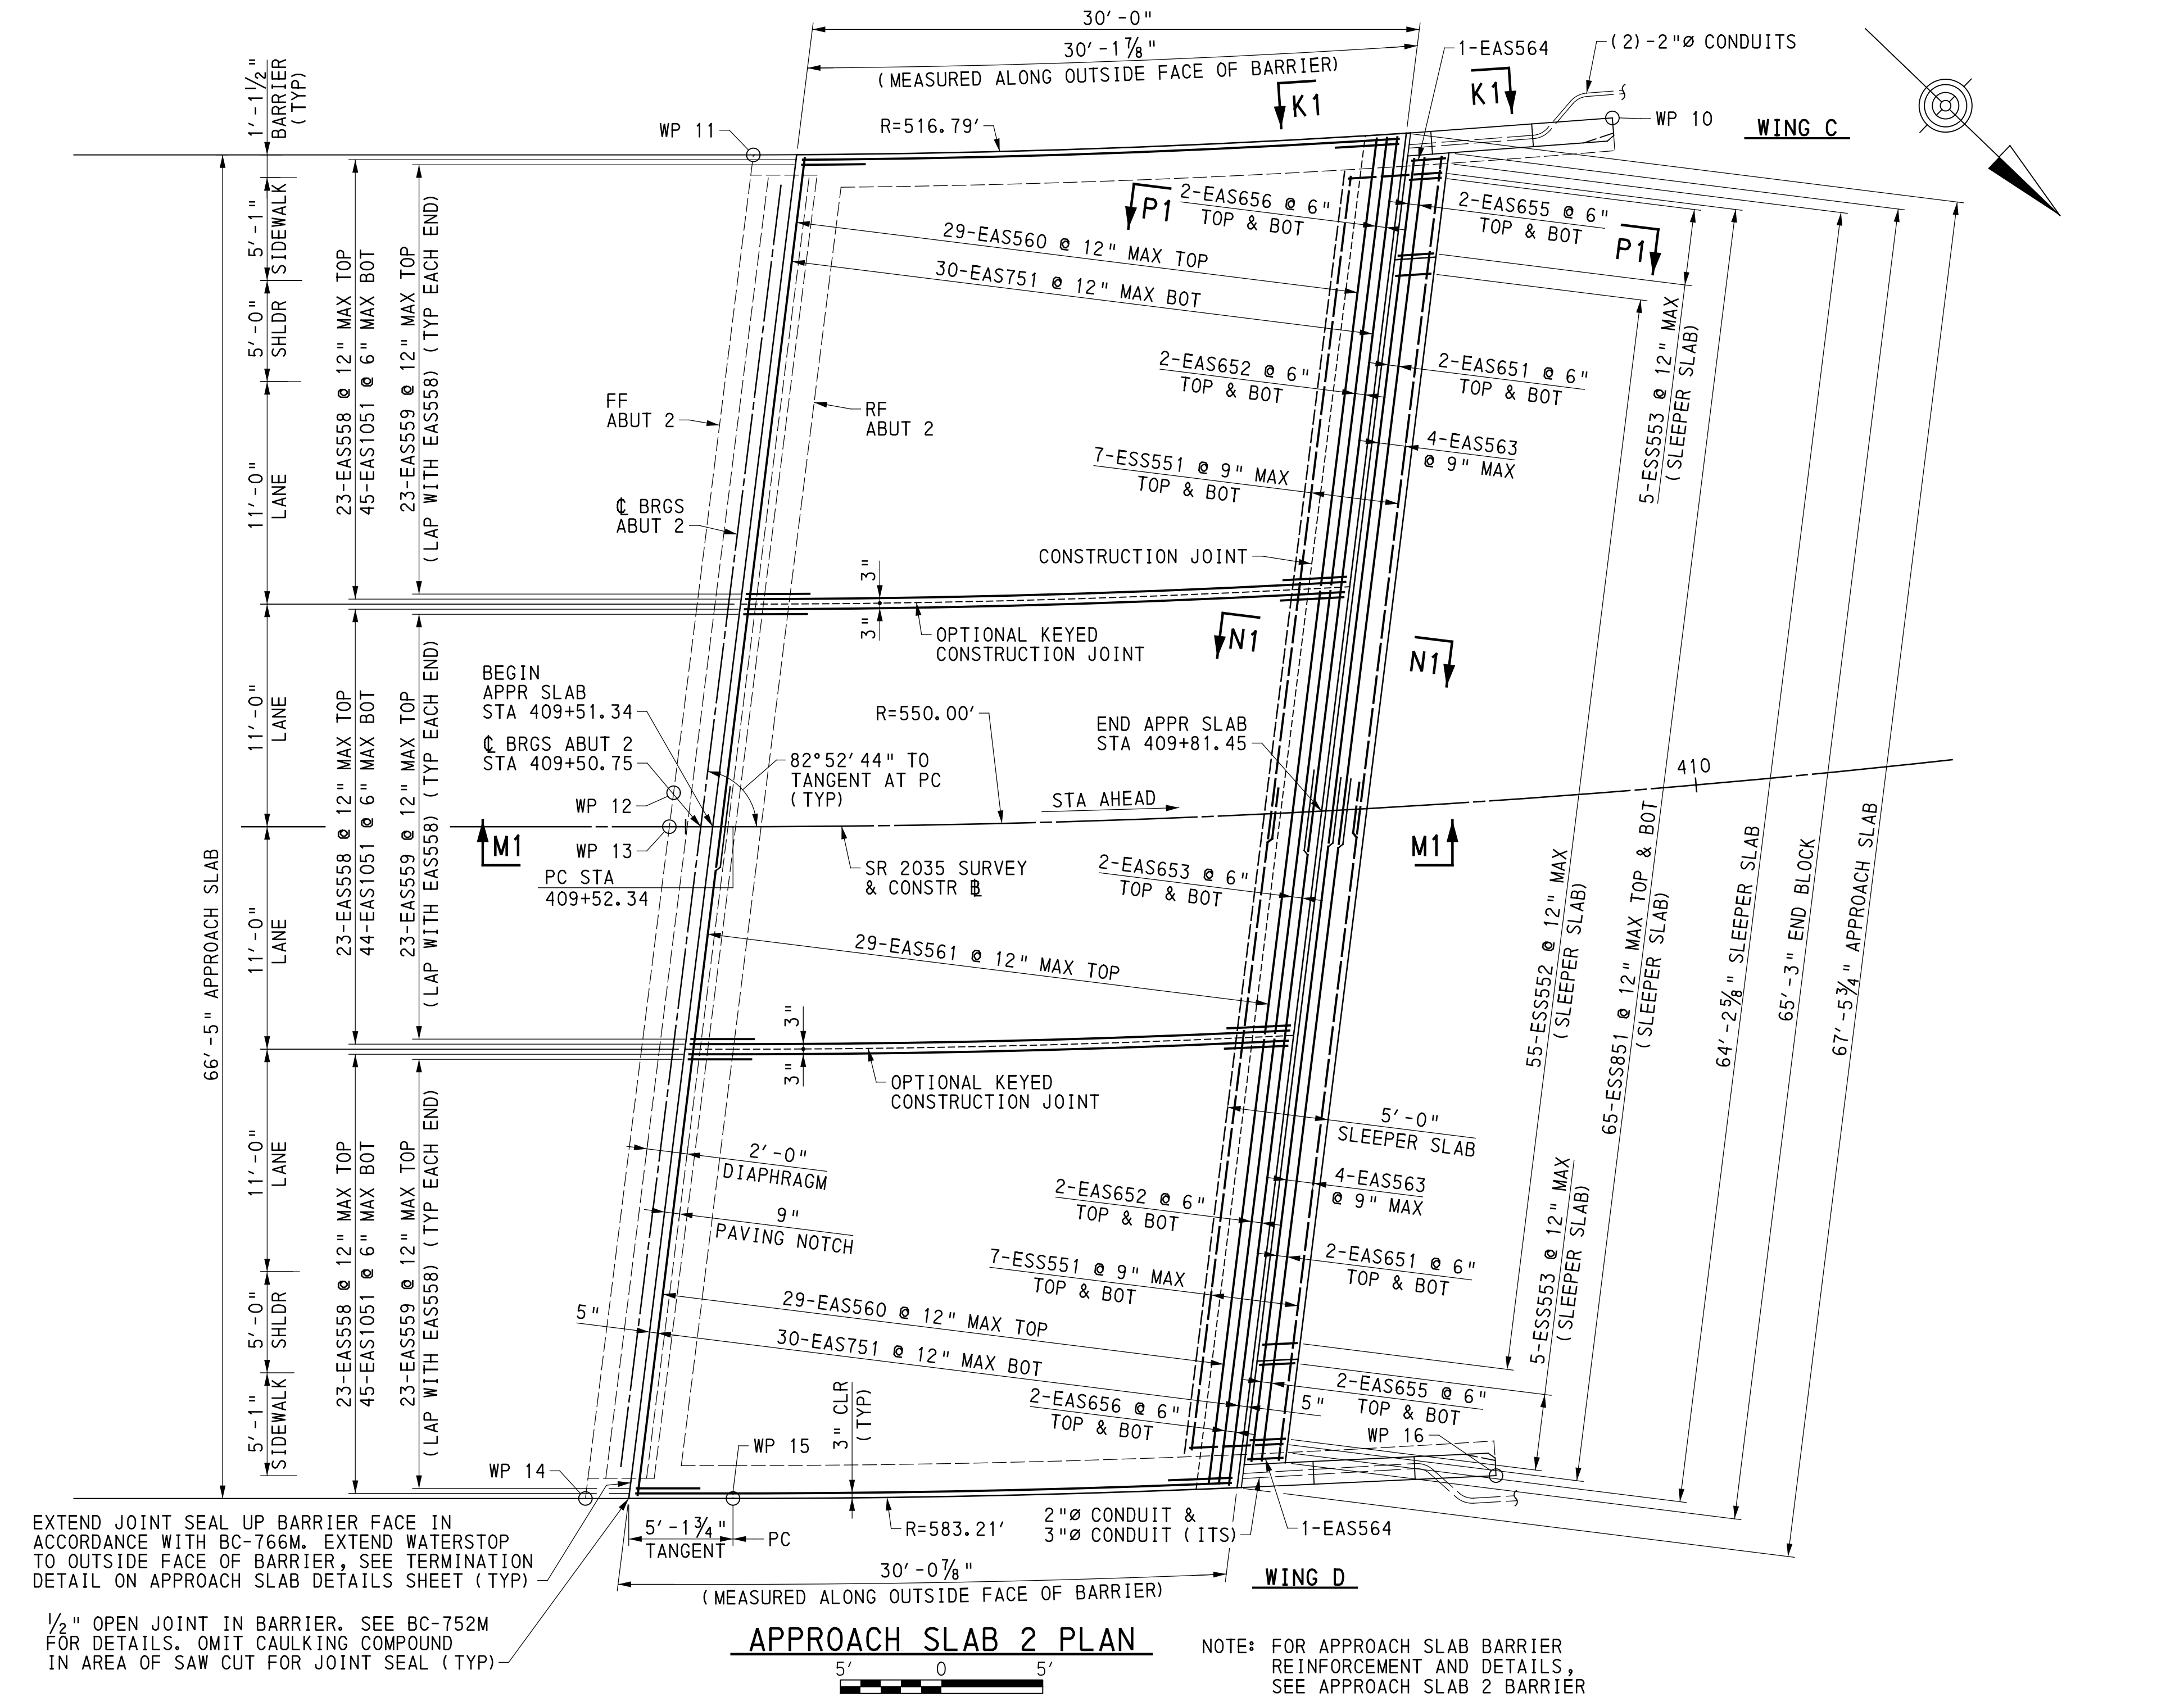 30'-0"
30'-1⅞"
(MEASURED ALONG OUTSIDE FACE OF BARRIER)
1-EAS564
(2)-2"Ø CONDUITS
K1
K1
WP 10
WING C
WP 11
R=516.79'
1'-1½"
BARRIER
(TYP)
5'-1"
SIDEWALK
5'-0"
SHLDR
11'-0"
LANE
11'-0"
LANE
11'-0"
LANE
11'-0"
LANE
5'-0"
SHLDR
5'-1"
SIDEWALK
66'-5" APPROACH SLAB
23-EAS558 @ 12" MAX TOP
45-EAS1051 @ 6" MAX BOT
23-EAS559 @ 12" MAX TOP
(LAP WITH EAS558) (TYP EACH END)
23-EAS558 @ 12" MAX TOP
44-EAS1051 @ 6" MAX BOT
23-EAS559 @ 12" MAX TOP
(LAP WITH EAS558) (TYP EACH END)
23-EAS558 @ 12" MAX TOP
45-EAS1051 @ 6" MAX BOT
23-EAS559 @ 12" MAX TOP
(LAP WITH EAS558) (TYP EACH END)
P1
2-EAS656 @ 6"
TOP & BOT
2-EAS655 @ 6"
TOP & BOT
P1
29-EAS560 @ 12" MAX TOP
30-EAS751 @ 12" MAX BOT
2-EAS652 @ 6"
TOP & BOT
2-EAS651 @ 6"
TOP & BOT
5-ESS553 @ 12" MAX
(SLEEPER SLAB)
FF
ABUT 2
RF
ABUT 2
4-EAS563
@ 9" MAX
7-ESS551 @ 9" MAX
TOP & BOT
℄ BRGS
ABUT 2
CONSTRUCTION JOINT
3"
3"
OPTIONAL KEYED
CONSTRUCTION JOINT
N1
N1
BEGIN
APPR SLAB
STA 409+51.34
℄ BRGS ABUT 2
STA 409+50.75
R=550.00'
END APPR SLAB
STA 409+81.45
82°52'44" TO
TANGENT AT PC
(TYP)
410
WP 12
STA AHEAD
M1
WP 13
M1
PC STA
409+52.34
SR 2035 SURVEY
& CONSTR BL
2-EAS653 @ 6"
TOP & BOT
29-EAS561 @ 12" MAX TOP
55-ESS552 @ 12" MAX
(SLEEPER SLAB)
65-ESS851 @ 12" MAX TOP & BOT
(SLEEPER SLAB)
64'-2⅝" SLEEPER SLAB
65'-3" END BLOCK
67'-5¾" APPROACH SLAB
3"
3"
OPTIONAL KEYED
CONSTRUCTION JOINT
5'-0"
SLEEPER SLAB
2'-0"
DIAPHRAGM
4-EAS563
@ 9" MAX
2-EAS652 @ 6"
TOP & BOT
9"
PAVING NOTCH
2-EAS651 @ 6"
TOP & BOT
7-ESS551 @ 9" MAX
TOP & BOT
5-ESS553 @ 12" MAX
(SLEEPER SLAB)
5"
29-EAS560 @ 12" MAX TOP
30-EAS751 @ 12" MAX BOT
2-EAS656 @ 6"
TOP & BOT
5"
2-EAS655 @ 6"
TOP & BOT
3" CLR
(TYP)
WP 14
WP 15
WP 16
EXTEND JOINT SEAL UP BARRIER FACE IN
ACCORDANCE WITH BC-766M. EXTEND WATERSTOP
TO OUTSIDE FACE OF BARRIER, SEE TERMINATION
DETAIL ON APPROACH SLAB DETAILS SHEET (TYP)
5'-1¾"
TANGENT
PC
R=583.21'
2"Ø CONDUIT &
3"Ø CONDUIT (ITS)
1-EAS564
30'-0⅞"
(MEASURED ALONG OUTSIDE FACE OF BARRIER)
WING D
½" OPEN JOINT IN BARRIER. SEE BC-752M
FOR DETAILS. OMIT CAULKING COMPOUND
IN AREA OF SAW CUT FOR JOINT SEAL (TYP)
APPROACH SLAB 2 PLAN
5' 0 5'
NOTE: FOR APPROACH SLAB BARRIER
REINFORCEMENT AND DETAILS,
SEE APPROACH SLAB 2 BARRIER